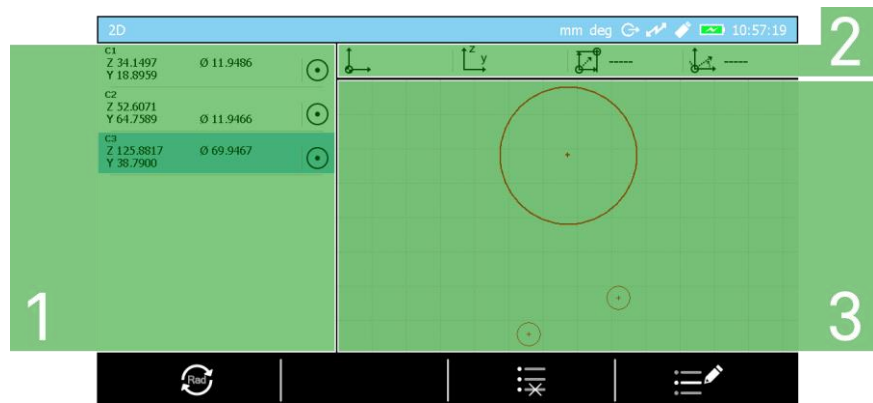 2D
mm deg 10:57:19
2
C1
Z 34.1497 Ø 11.9486
Y 18.8959
z
y
-----
-----
C2
Z 52.6071
Y 64.7589 Ø 11.9466
C3
Z 125.8817 Ø 69.9467
Y 38.7900
1
3
Rad